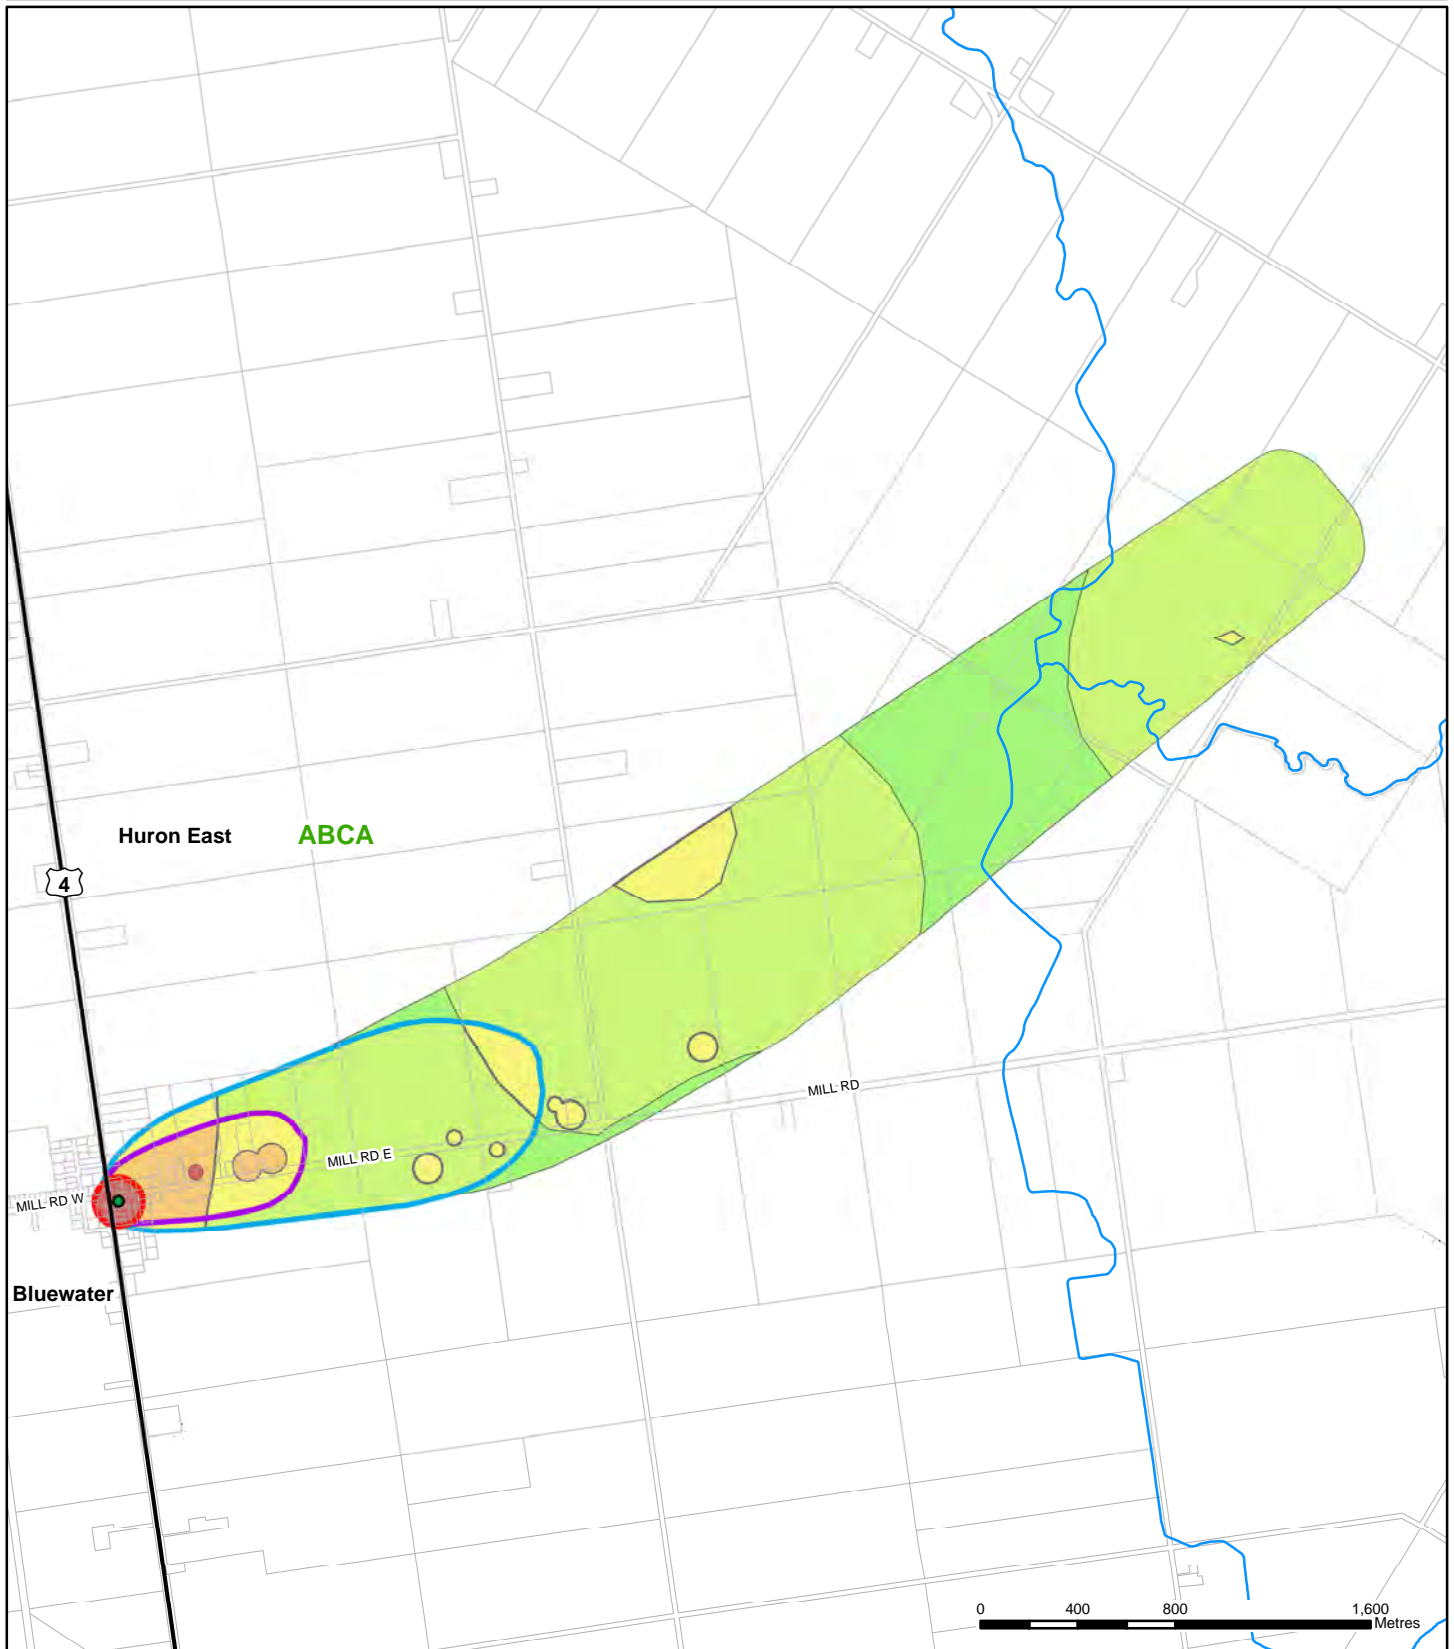 Huron East ABCA
4
MILL RD
MILL RD E
MILL RD W
Bluewater
0 400 800 1,600
Metres